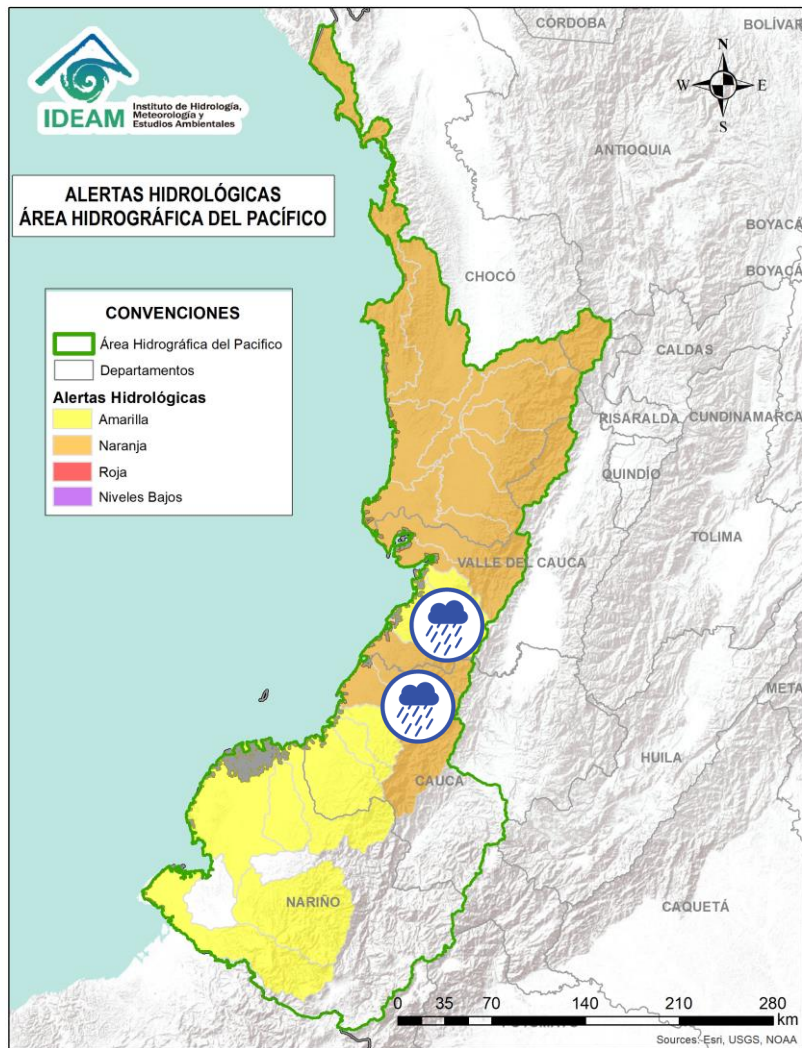 CÓRDOBA
BOLÍVAR
IDEAM
Instituto de Hidrología,
Meteorología y
Estudios Ambientales
N
W
E
S
ANTIOQUIA
ALERTAS HIDROLÓGICAS
ÁREA HIDROGRÁFICA DEL PACÍFICO
BOYACÁ
BOYACÁ
CHOCÓ
CONVENCIONES
Área Hidrográfica del Pacifico
Departamentos
Alertas Hidrológicas
Amarilla
Naranja
Roja
Niveles Bajos
CALDAS
RISARALDA
CUNDINAMARCA
QUINDÍO
TOLIMA
VALLE DEL CAUCA
META
HUILA
CAUCA
NARIÑO
CAQUETÁ
0 35 70 140 210 280
km
Sources: Esri, USGS, NOAA